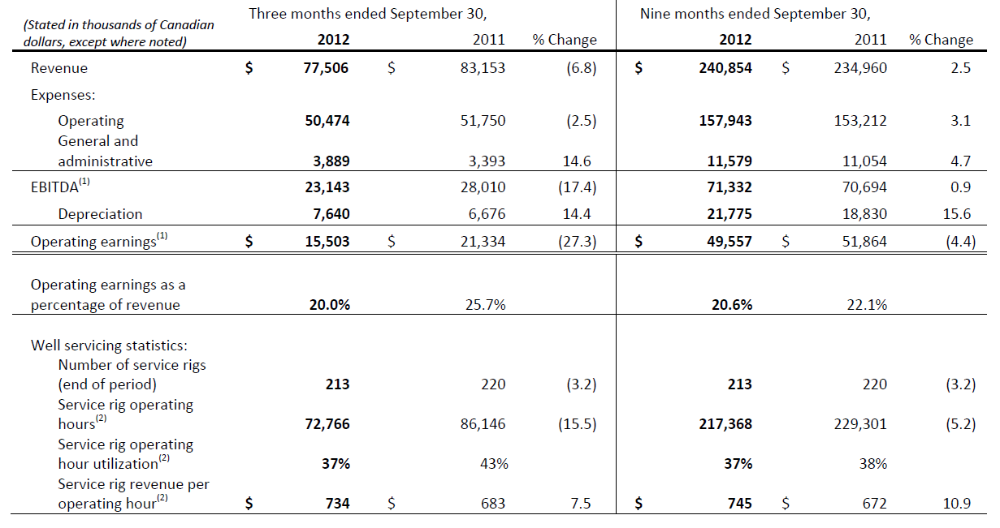 Three months ended September 30, Nine months ended September 30,
(Stated in thousands of Canadian
dollars, except where noted) 2012 2011 % Change 2012 2011 % Change
Revenue $ 77,506 $ 83,153 (6.8) $ 240,854 $ 234,960 2.5
Expenses:
Operating 50,474 51,750 (2.5) 157,943 153,212 3.1
General and
administrative 3,889 3,393 14.6 11,579 11,054 4.7
EBITDA(1) 23,143 28,010 (17.4) 71,332 70,694 0.9
Depreciation 7,640 6,676 14.4 21,775 18,830 15.6
Operating earnings(1) $ 15,503 $ 21,334 (27.3) $ 49,557 $ 51,864 (4.4)
Operating earnings as a
percentage of revenue 20.0% 25.7% 20.6% 22.1%
Well servicing statistics:
Number of service rigs
(end of period) 213 220 (3.2) 213 220 (3.2)
Service rig operating
hours(2) 72,766 86,146 (15.5) 217,368 229,301 (5.2)
Service rig operating
hour utilization(2) 37% 43% 37% 38%
Service rig revenue per
operating hour(2) $ 734 $ 683 7.5 $ 745 $ 672 10.9